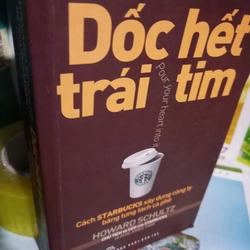 Dốc hết
trái tim
Pour your heart into it
Cách STARBUCKS xây dựng công ty
bằng từng tách cà phê
HOWARD SCHULTZ